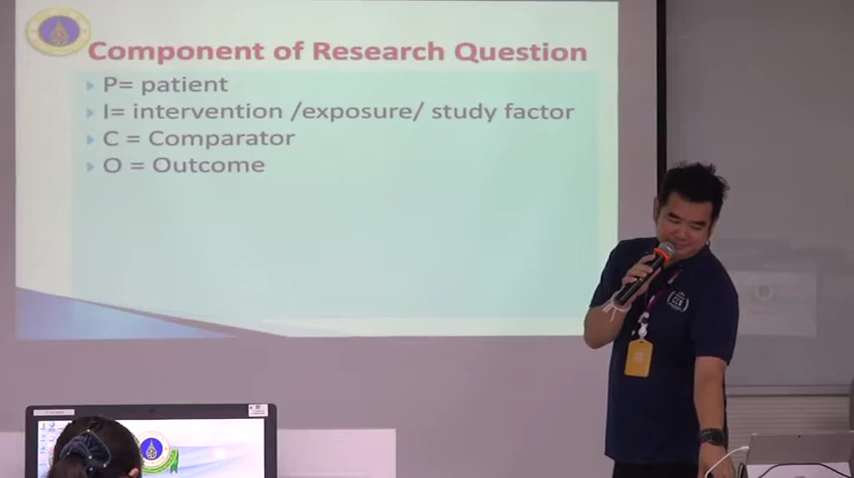 Component of Research Question
P= patient
I= intervention /exposure/ study factor
C = Comparator
O = Outcome